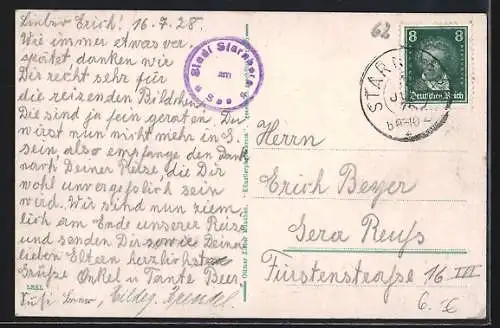 Lieber Erich! 16.7.28.
Wie immer etwas ver-
spätet danken wir
Dir recht sehr für
die reizenden Bildchen.
Die sind ja fein geraten. Du
wirst nun nicht mehr in S.
sein also empfange den Dank
nach Deiner Reise die Dir
wohl unvergeßlich sein
wird. Wir sind nun ziem-
lich am Ende unserer Reise
und senden Dir sowie Deinen
lieben Eltern herzlichste
Grüsse Onkel u Tante Beer
Stadt Starnberg
am
See
62
8 8
Deutsches Reich
STARN
Herrn
Erich Beyer
Gera Reuß
Fürstenstraße 16 III